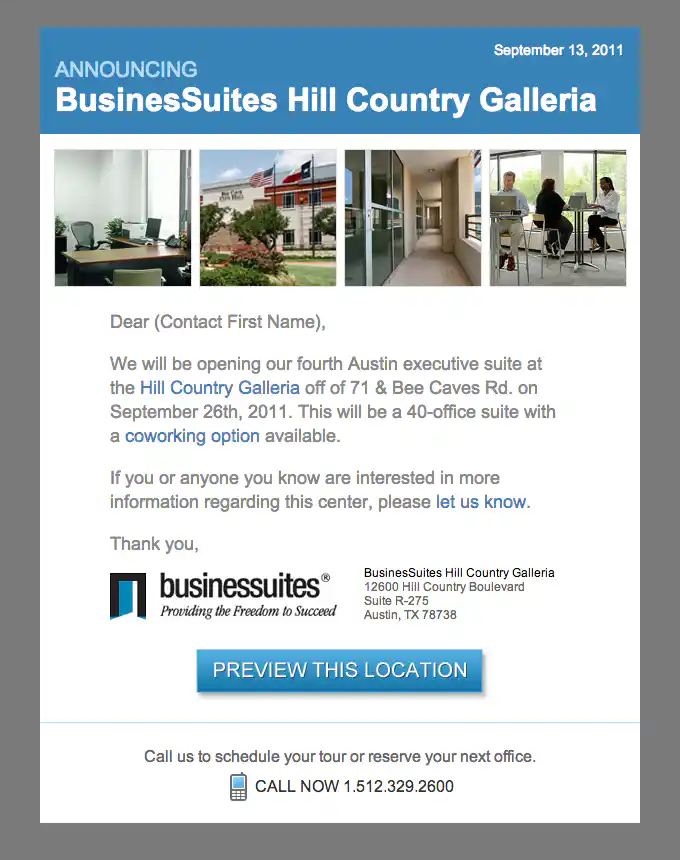 September 13, 2011
ANNOUNCING
BusinesSuites Hill Country Galleria
Dear (Contact First Name),
We will be opening our fourth Austin executive suite at
the Hill Country Galleria off of 71 & Bee Caves Rd. on
September 26th, 2011. This will be a 40-office suite with
a coworking option available.
If you or anyone you know are interested in more
information regarding this center, please let us know.
Thank you,
businessuites®
Providing the Freedom to Succeed
BusinesSuites Hill Country Galleria
12600 Hill Country Boulevard
Suite R-275
Austin, TX 78738
PREVIEW THIS LOCATION
Call us to schedule your tour or reserve your next office.
CALL NOW 1.512.329.2600